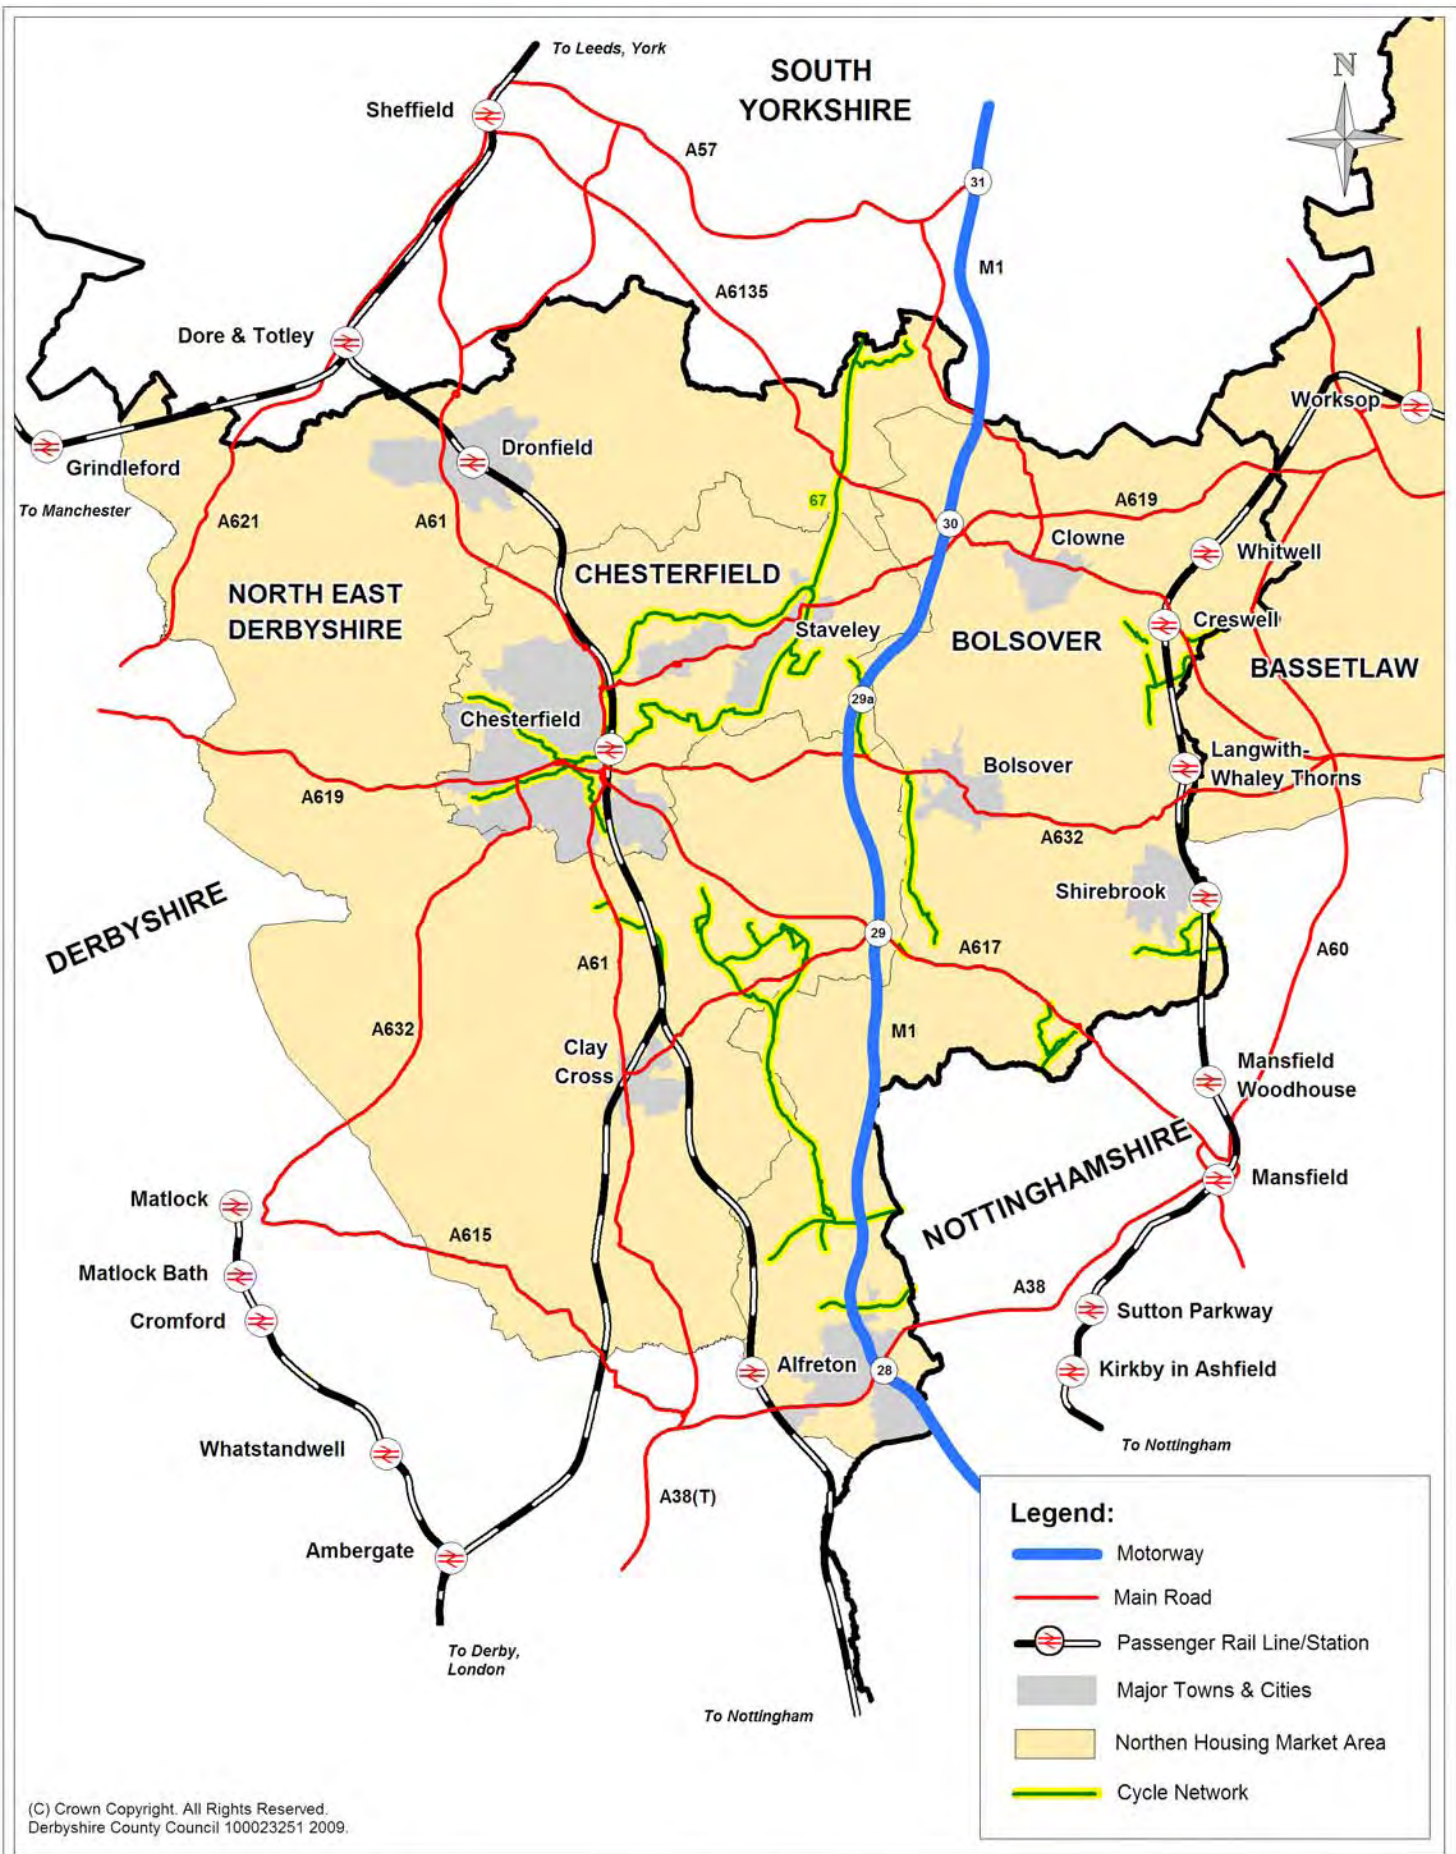 To Leeds, York
SOUTH
YORKSHIRE
N
Sheffield
A57
31
M1
A6135
Dore & Totley
Worksop
Dronfield
Grindleford
To Manchester
A621
A61
67
A619
30
Clowne
Whitwell
CHESTERFIELD
NORTH EAST
DERBYSHIRE
Staveley
Creswell
BOLSOVER
BASSETLAW
29a
Chesterfield
Langwith-
Whaley Thorns
Bolsover
A619
A632
Shirebrook
DERBYSHIRE
29
A617
A60
A61
A632
M1
Clay
Cross
Mansfield
Woodhouse
NOTTINGHAMSHIRE
Mansfield
Matlock
A615
Matlock Bath
A38
Cromford
Sutton Parkway
Alfreton
28
Kirkby in Ashfield
Whatstandwell
To Nottingham
A38(T)
Ambergate
To Derby,
London
To Nottingham
Legend:
Motorway
Main Road
Passenger Rail Line/Station
Major Towns & Cities
Northen Housing Market Area
Cycle Network
(C) Crown Copyright. All Rights Reserved.
Derbyshire County Council 100023251 2009.